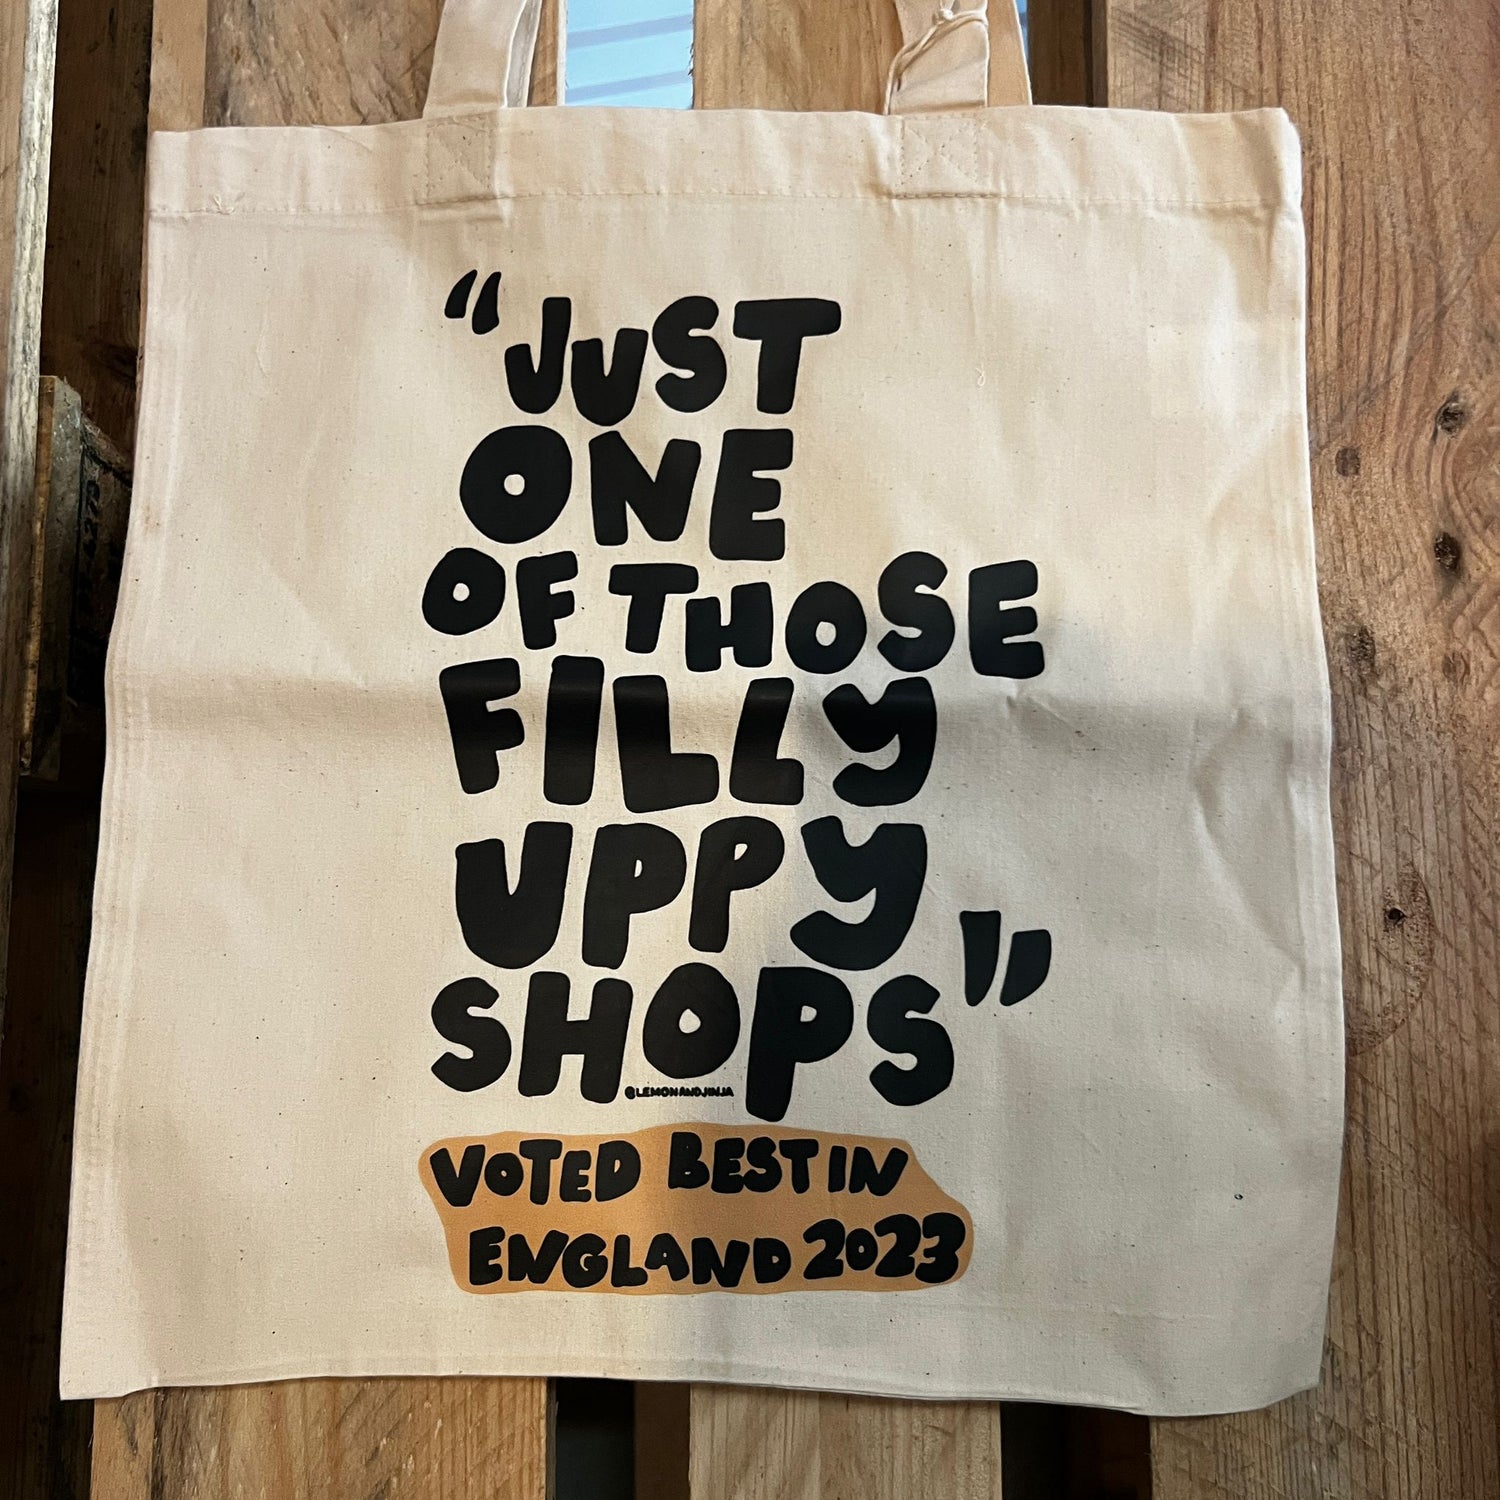 “JUST
ONE
OF THOSE
FILLY
UPPY
SHOPS”
@LEMONANDJINJA
VOTED BEST IN
ENGLAND 2023